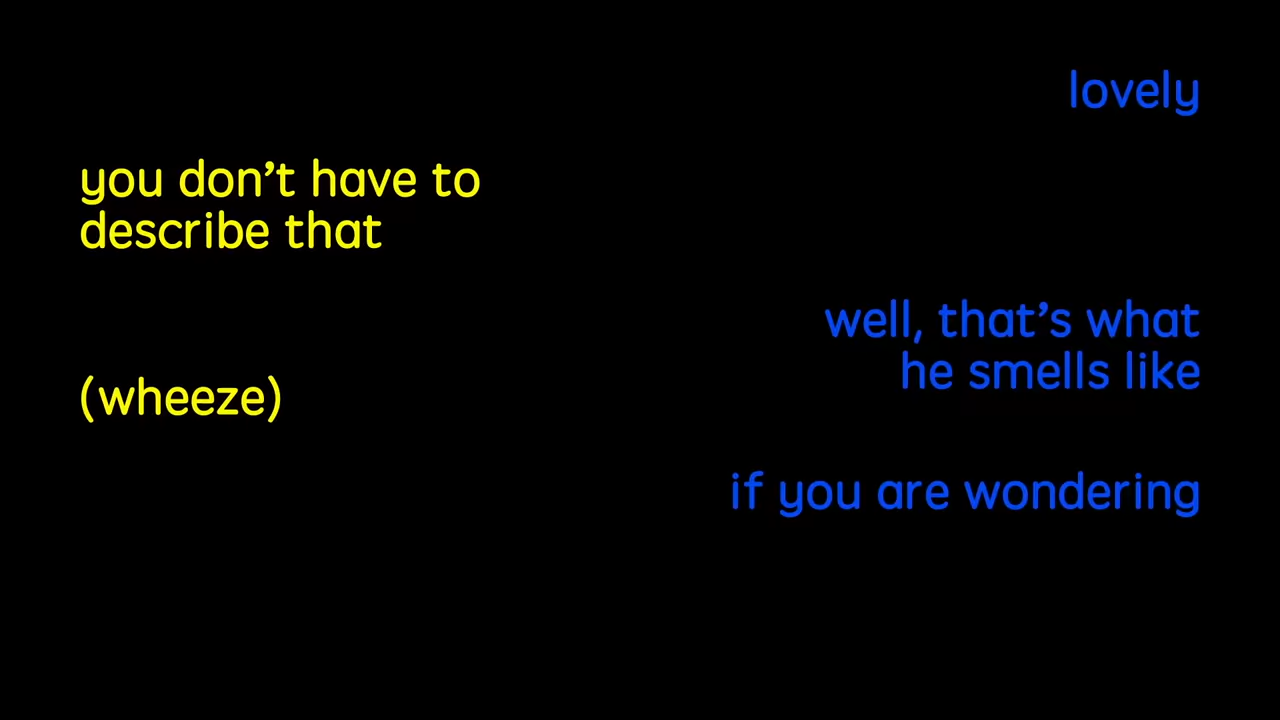 lovely
you don’t have to
describe that
well, that’s what
he smells like
(wheeze)
if you are wondering